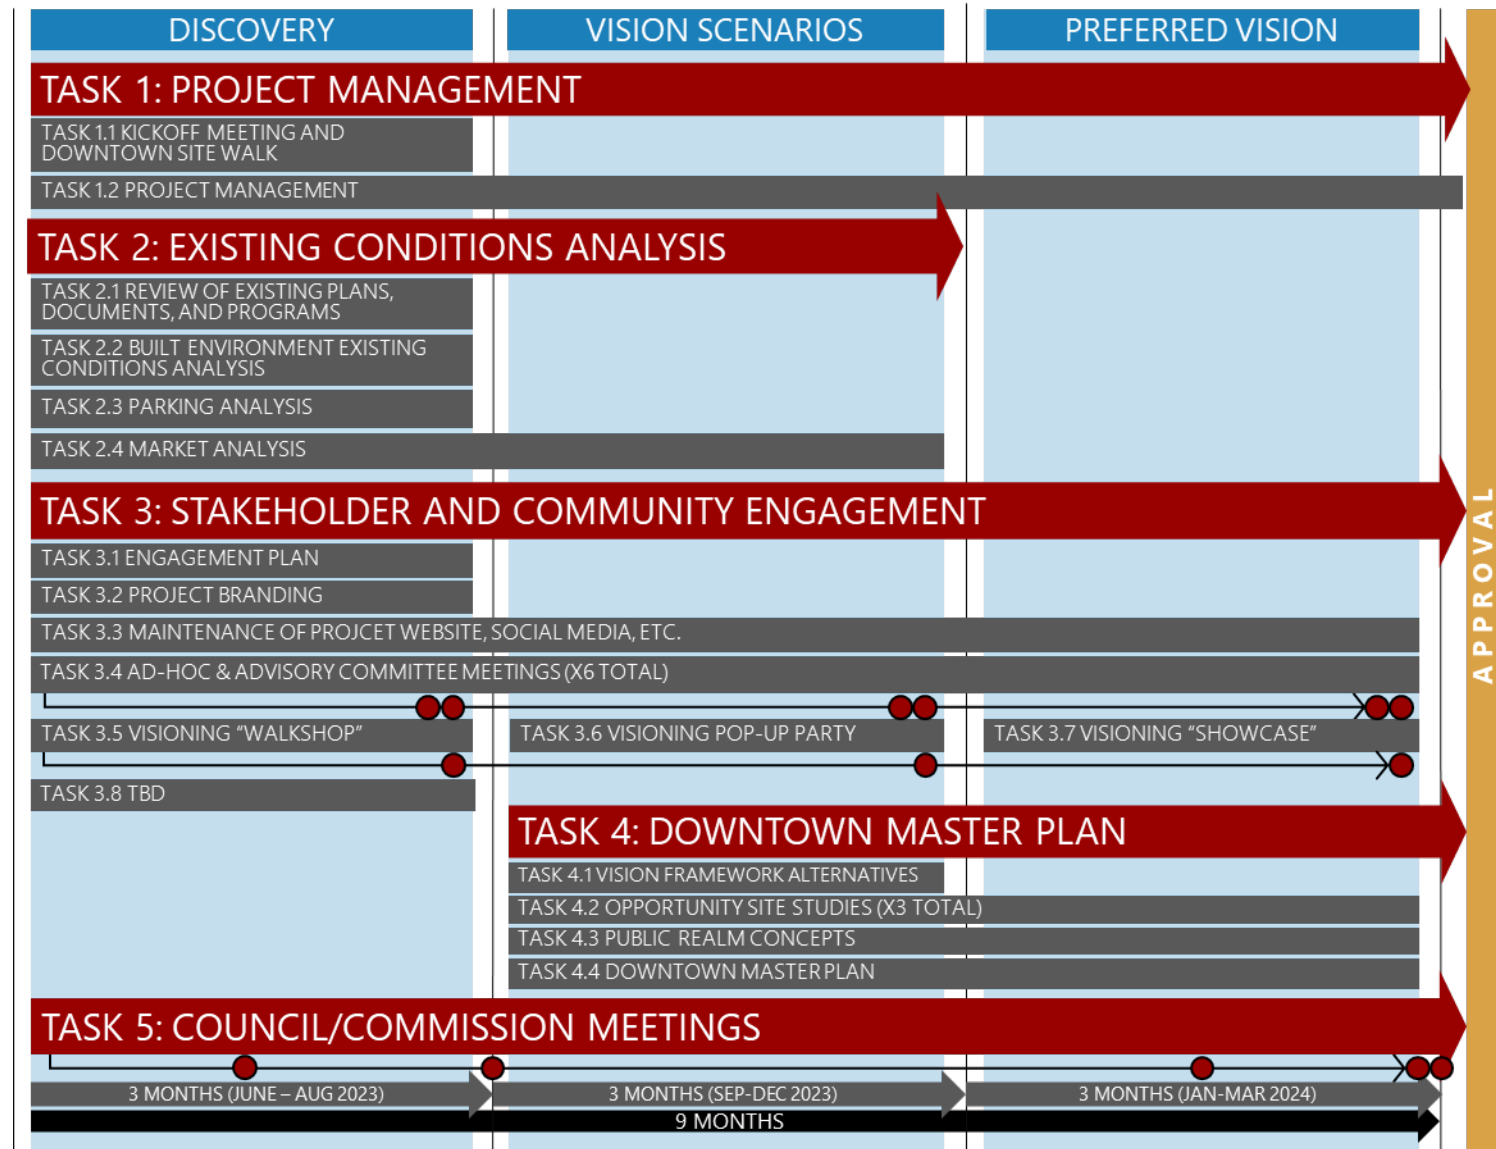 DISCOVERY
VISION SCENARIOS
PREFERRED VISION
TASK 1: PROJECT MANAGEMENT
TASK 1.1 KICKOFF MEETING AND
DOWNTOWN SITE WALK
TASK 1.2 PROJECT MANAGEMENT
TASK 2: EXISTING CONDITIONS ANALYSIS
TASK 2.1 REVIEW OF EXISTING PLANS,
DOCUMENTS, AND PROGRAMS
TASK 2.2 BUILT ENVIRONMENT EXISTING
CONDITIONS ANALYSIS
TASK 2.3 PARKING ANALYSIS
TASK 2.4 MARKET ANALYSIS
TASK 3: STAKEHOLDER AND COMMUNITY ENGAGEMENT
TASK 3.1 ENGAGEMENT PLAN
TASK 3.2 PROJECT BRANDING
TASK 3.3 MAINTENANCE OF PROJCET WEBSITE, SOCIAL MEDIA, ETC.
TASK 3.4 AD-HOC & ADVISORY COMMITTEE MEETINGS (X6 TOTAL)
TASK 3.5 VISIONING “WALKSHOP”
TASK 3.6 VISIONING POP-UP PARTY
TASK 3.7 VISIONING “SHOWCASE”
TASK 3.8 TBD
TASK 4: DOWNTOWN MASTER PLAN
TASK 4.1 VISION FRAMEWORK ALTERNATIVES
TASK 4.2 OPPORTUNITY SITE STUDIES (X3 TOTAL)
TASK 4.3 PUBLIC REALM CONCEPTS
TASK 4.4 DOWNTOWN MASTER PLAN
TASK 5: COUNCIL/COMMISSION MEETINGS
3 MONTHS (JUNE – AUG 2023)
3 MONTHS (SEP-DEC 2023)
3 MONTHS (JAN-MAR 2024)
9 MONTHS
APPROVAL